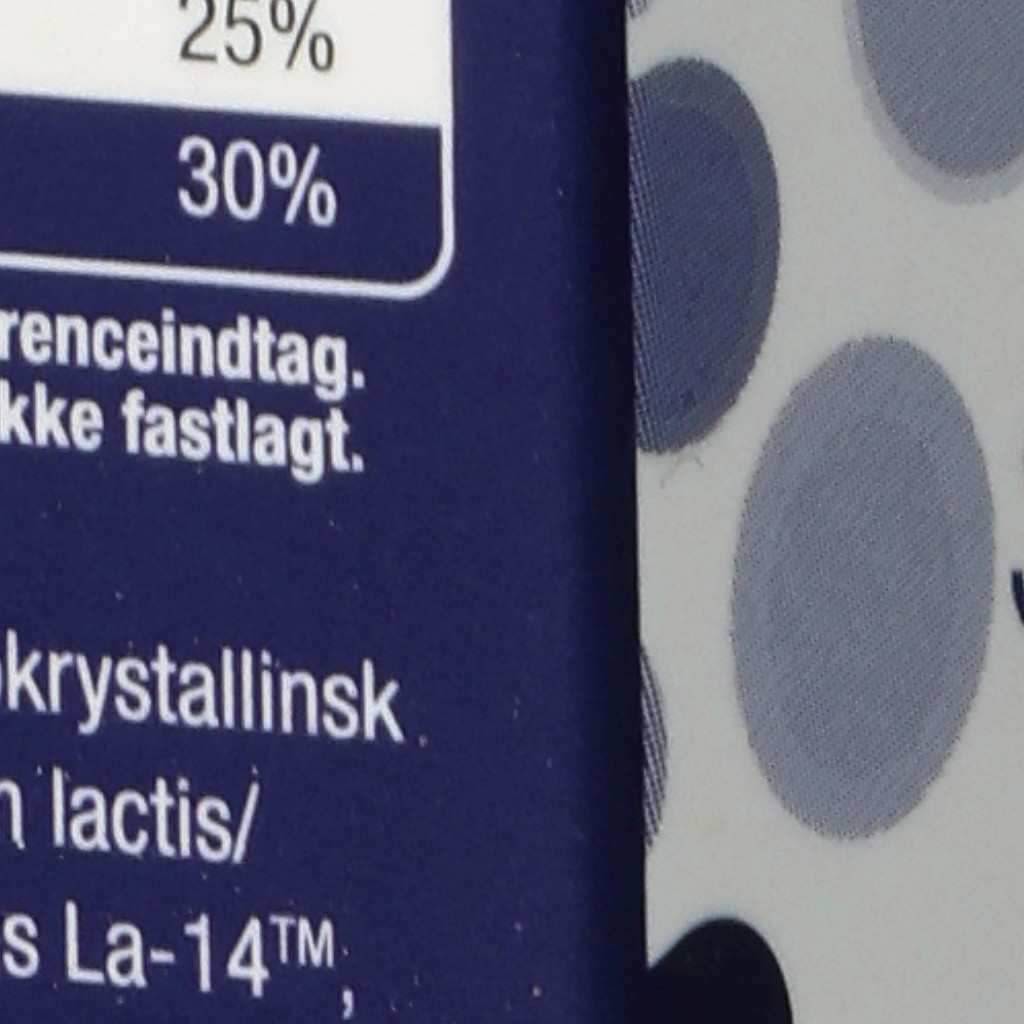 25%
30%
renceindtag.
kke fastlagt.
krystallinsk
lactis/
s La-14™,